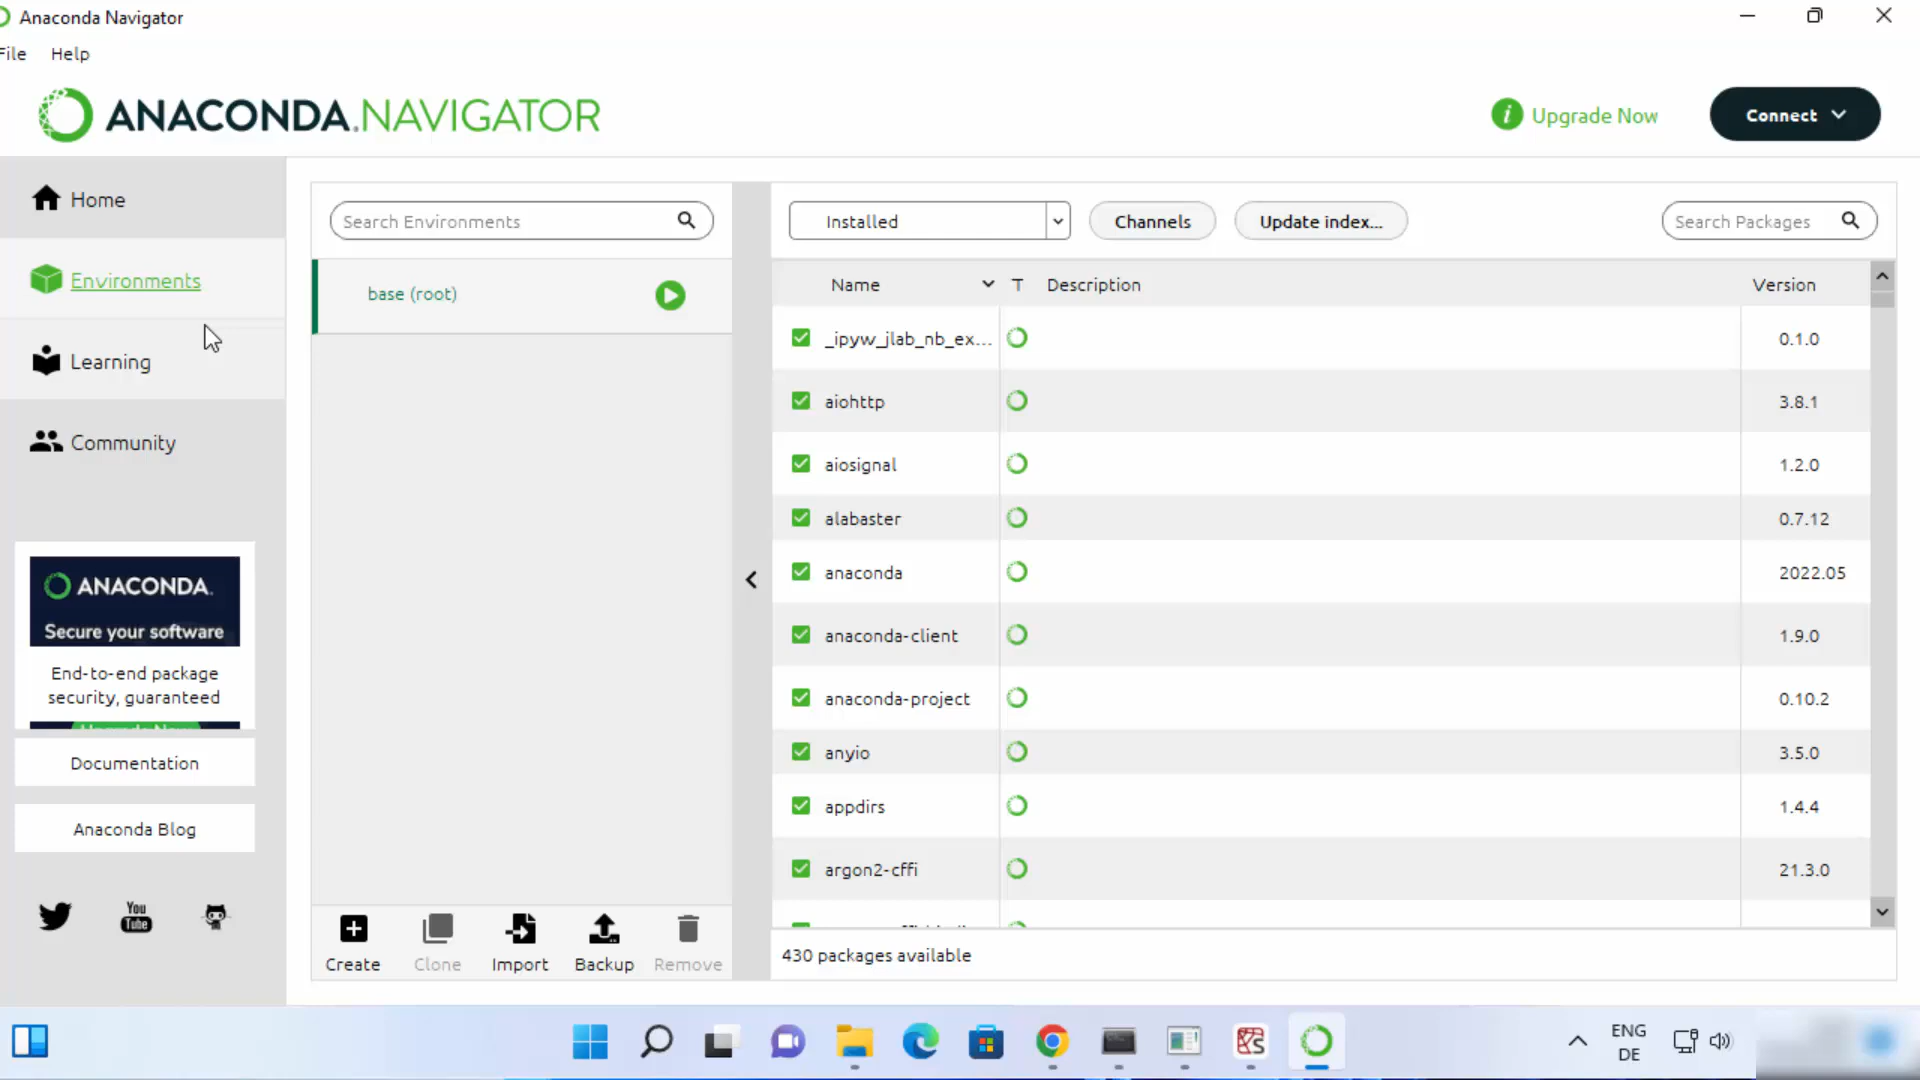 Anaconda Navigator
File Help
ANACONDA.NAVIGATOR
i Upgrade Now
Connect
Home
Environments
Learning
Community
ANACONDA.
Secure your software
End-to-end package
security, guaranteed
Upgrade Now
Documentation
Anaconda Blog
You
Tube
Search Environments
base (root)
Create Clone Import Backup Remove
Installed Channels Update index... Search Packages
Name T Description Version
_ipyw_jlab_nb_ex... 0.1.0
aiohttp 3.8.1
aiosignal 1.2.0
alabaster 0.7.12
anaconda 2022.05
anaconda-client 1.9.0
anaconda-project 0.10.2
anyio 3.5.0
appdirs 1.4.4
argon2-cffi 21.3.0
430 packages available
ENG
DE